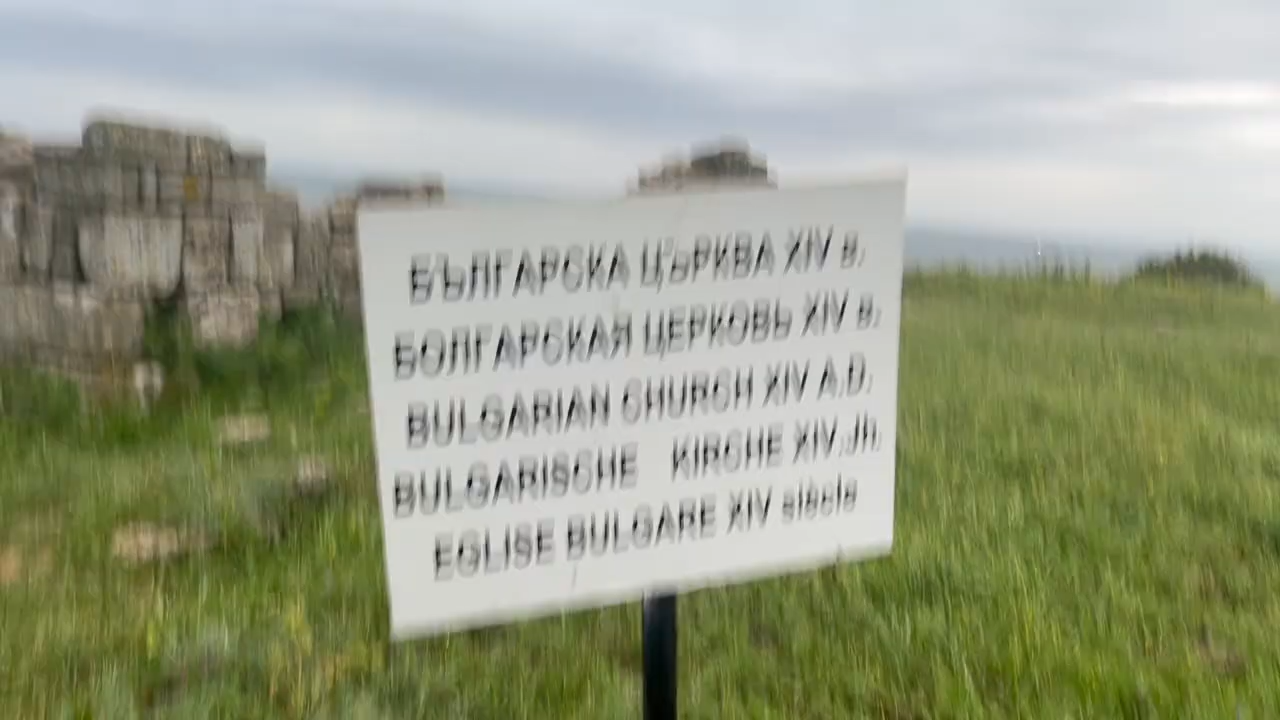 БЪЛГАРСКА ЦЪРКВА XIV в.
БОЛГАРСКАЯ ЦЕРКОВЬ XIV в.
BULGARIAN CHURCH XIV A.D.
BULGARISCHE KIRCHE XIV.Jh.
EGLISE BULGARE XIV siècle